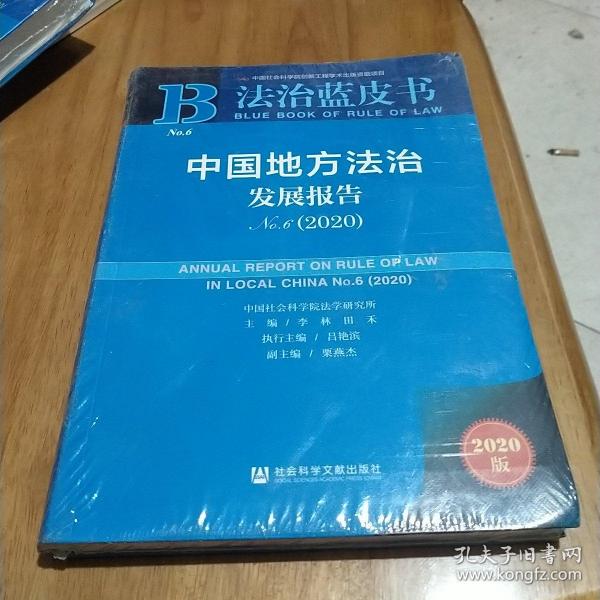 中国社会科学院创新工程学术出版资助项目
B 法治蓝皮书
BLUE BOOK OF RULE OF LAW
No.6
中国地方法治
发展报告
No.6 (2020)
ANNUAL REPORT ON RULE OF LAW
IN LOCAL CHINA No.6 (2020)
中国社会科学院法学研究所
主 编 / 李 林 田 禾
执行主编 / 吕艳滨
副主编 / 栗燕杰
2020
版
社会科学文献出版社
SOCIAL SCIENCES ACADEMIC PRESS (CHINA)
孔夫子旧书网
www.kongfz.com